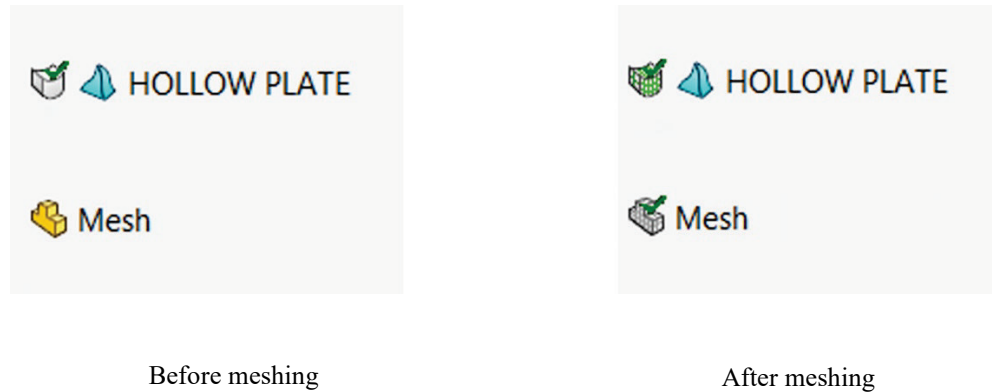 HOLLOW PLATE
Mesh
Before meshing
HOLLOW PLATE
Mesh
After meshing